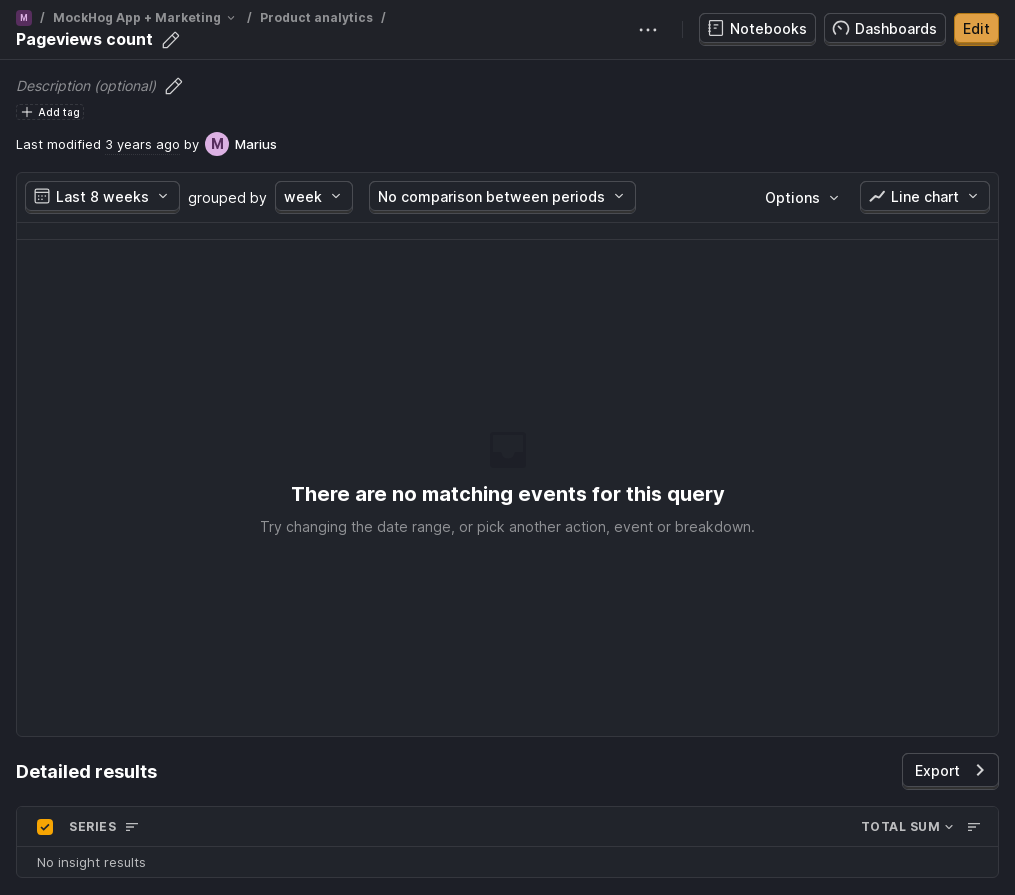 M / MockHog App + Marketing / Product analytics /
Pageviews count
Notebooks
Dashboards
Edit
Description (optional)
Add tag
Last modified 3 years ago by M Marius
Last 8 weeks grouped by week No comparison between periods Options Line chart
There are no matching events for this query
Try changing the date range, or pick another action, event or breakdown.
Detailed results
Export
SERIES TOTAL SUM
No insight results